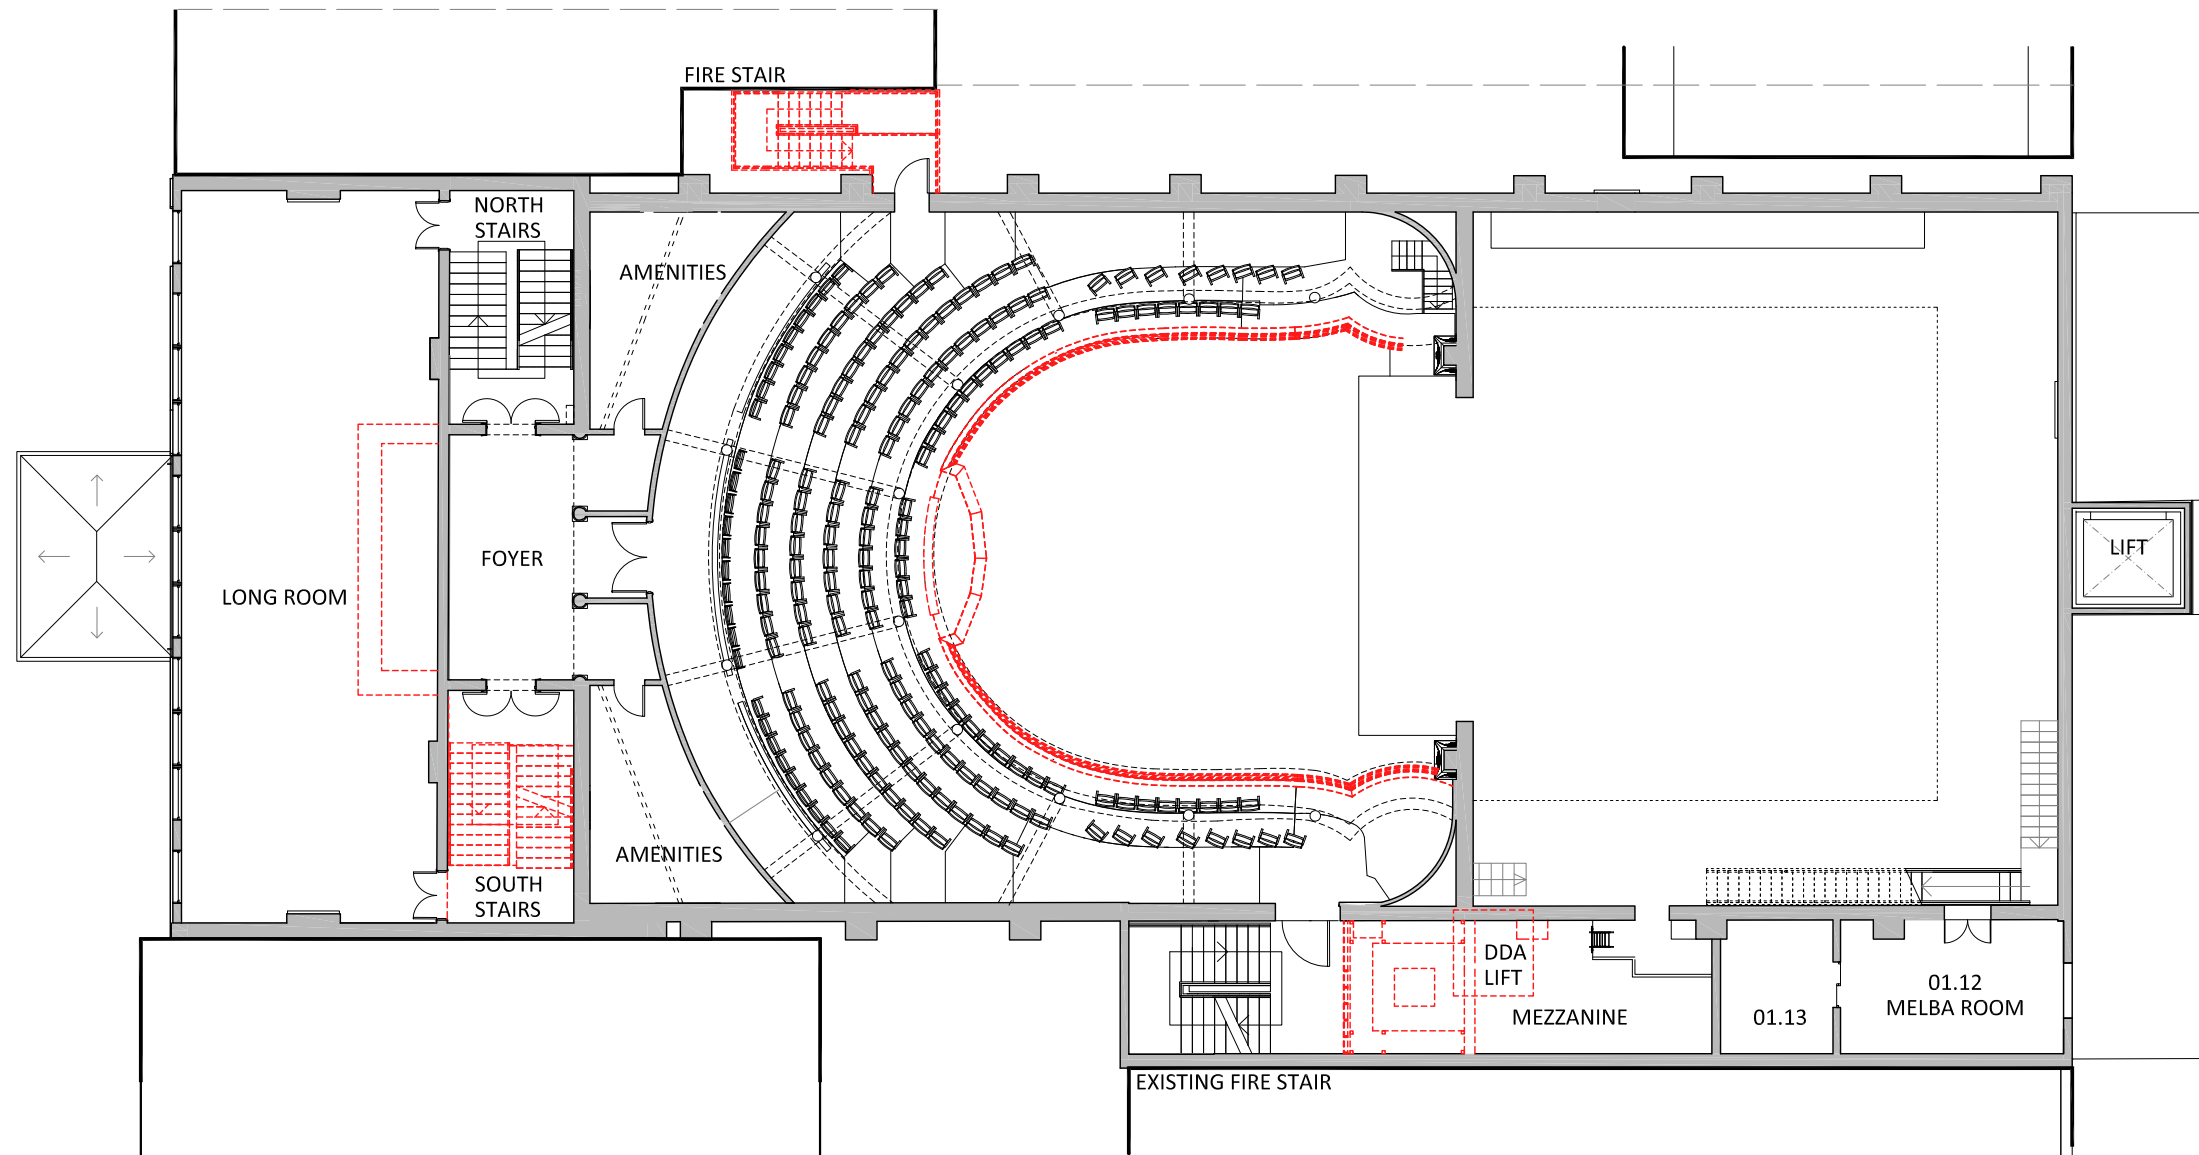 FIRE STAIR
NORTH
STAIRS
AMENITIES
LONG ROOM
FOYER
LIFT
AMENITIES
SOUTH
STAIRS
DDA
LIFT
MEZZANINE
01.13
01.12
MELBA ROOM
EXISTING FIRE STAIR